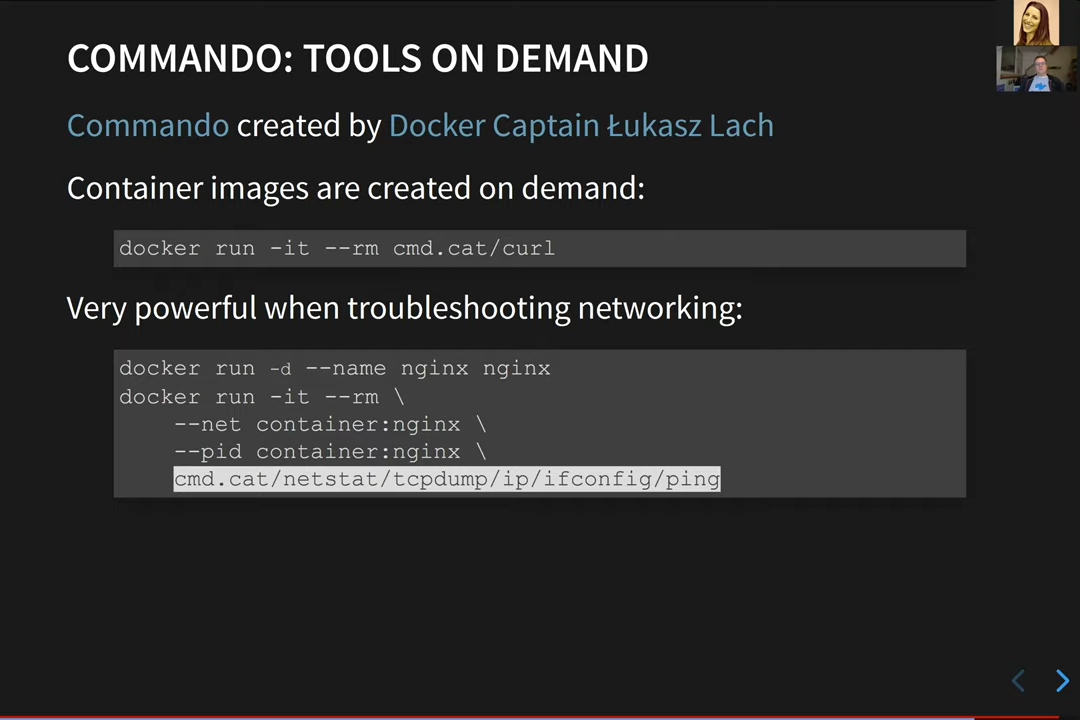 COMMANDO: TOOLS ON DEMAND
Commando created by Docker Captain Łukasz Lach
Container images are created on demand:
docker run -it --rm cmd.cat/curl
Very powerful when troubleshooting networking:
docker run -d --name nginx nginx
docker run -it --rm \
--net container:nginx \
--pid container:nginx \
cmd.cat/netstat/tcpdump/ip/ifconfig/ping